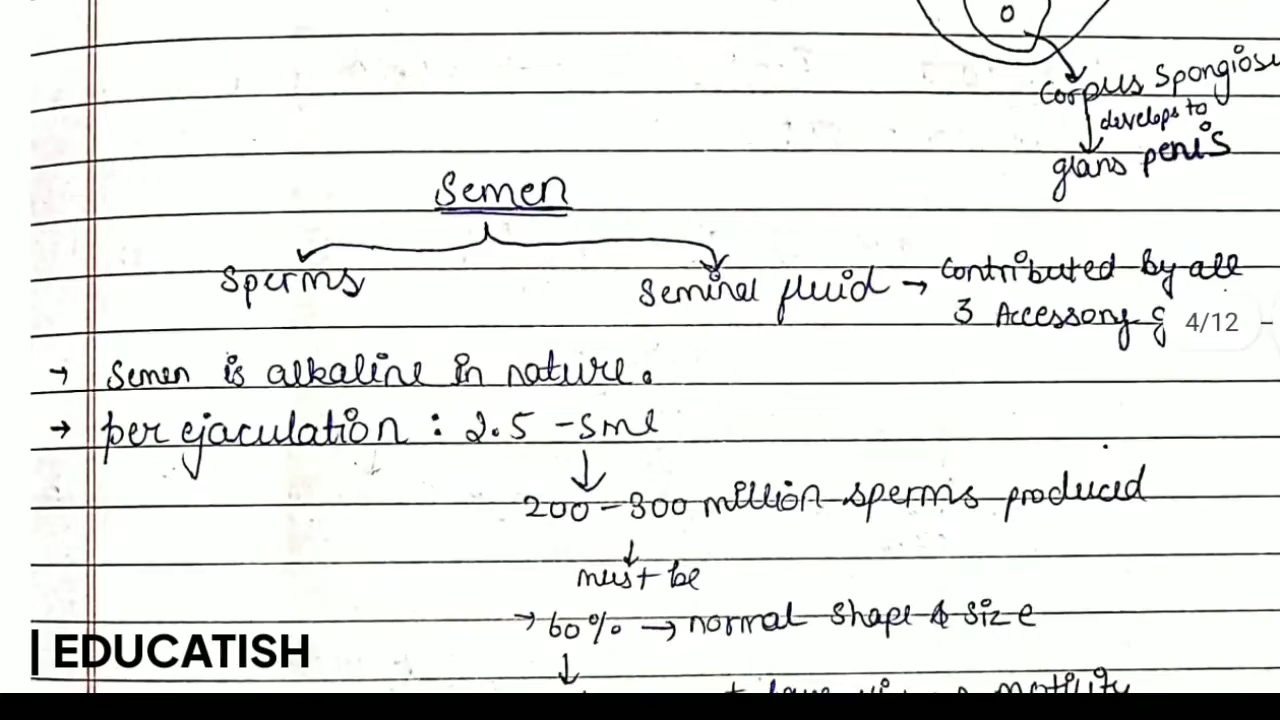 Corpus Spongiosu
develops to
glans penis
Semen
Sperms
Seminal fluid → Contributed by all
3 Accessory g
4/12
→ Semen is alkaline in nature.
→ per ejaculation : 2.5 - 5ml
200 - 300 million sperms produced
must be
→ 60% → normal shape & size
| EDUCATISH
motility